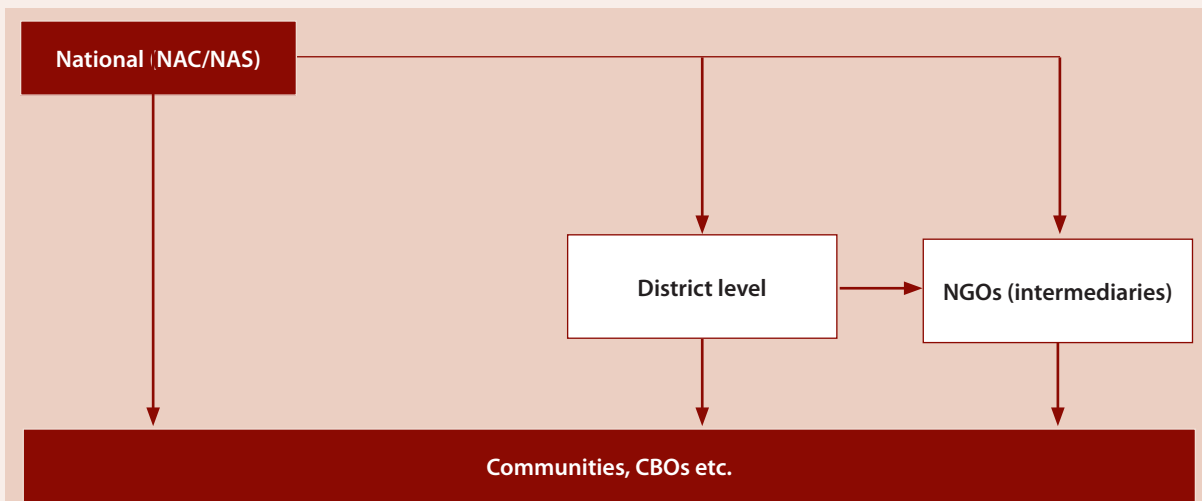 National (NAC/NAS)
District level
NGOs (intermediaries)
Communities, CBOs etc.